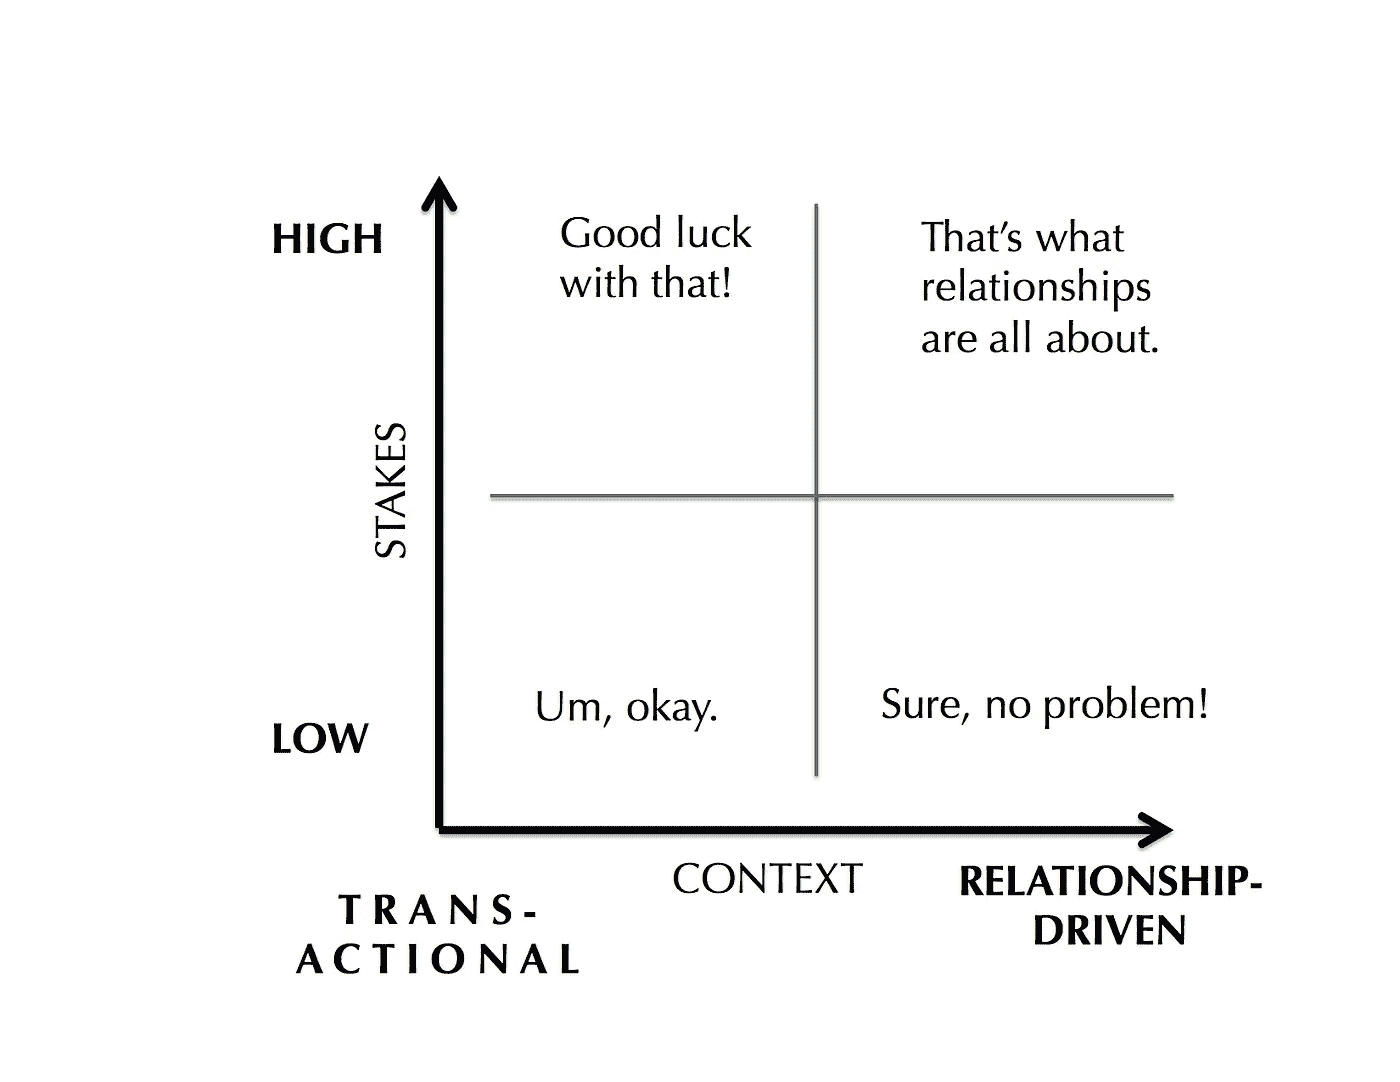 HIGH
Good luck
with that!
That's what
relationships
are all about.
STAKES
LOW
Um, okay.
Sure, no problem!
CONTEXT
TRANS-
ACTIONAL
RELATIONSHIP-
DRIVEN